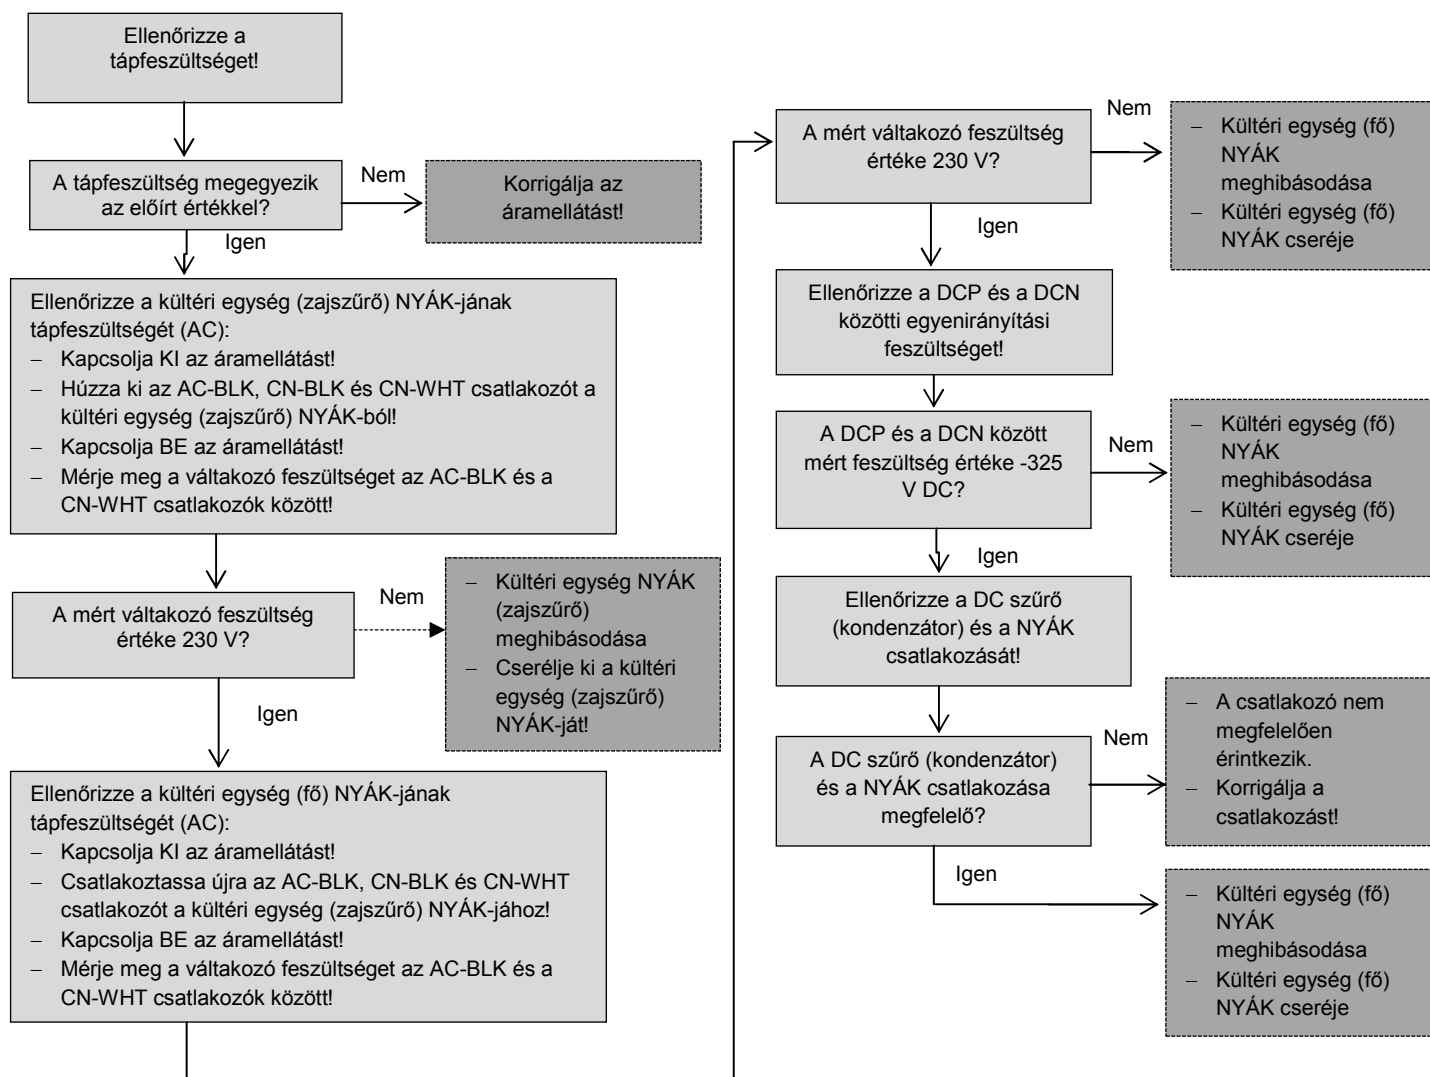 Ellenőrizze a
tápfeszültséget!
A tápfeszültség megegyezik
az előírt értékkel?
Nem
Korrigálja az
áramellátást!
Igen
Ellenőrizze a kültéri egység (zajszűrő) NYÁK-jának
tápfeszültségét (AC):
– Kapcsolja KI az áramellátást!
– Húzza ki az AC-BLK, CN-BLK és CN-WHT csatlakozót a
kültéri egység (zajszűrő) NYÁK-ból!
– Kapcsolja BE az áramellátást!
– Mérje meg a váltakozó feszültséget az AC-BLK és a
CN-WHT csatlakozók között!
A mért váltakozó feszültség
értéke 230 V?
Nem
– Kültéri egység NYÁK
(zajszűrő)
meghibásodása
– Cserélje ki a kültéri
egység (zajszűrő)
NYÁK-ját!
Igen
Ellenőrizze a kültéri egység (fő) NYÁK-jának
tápfeszültségét (AC):
– Kapcsolja KI az áramellátást!
– Csatlakoztassa újra az AC-BLK, CN-BLK és CN-WHT
csatlakozót a kültéri egység (zajszűrő) NYÁK-jához!
– Kapcsolja BE az áramellátást!
– Mérje meg a váltakozó feszültséget az AC-BLK és a
CN-WHT csatlakozók között!
A mért váltakozó feszültség
értéke 230 V?
Nem
– Kültéri egység (fő)
NYÁK
meghibásodása
– Kültéri egység (fő)
NYÁK cseréje
Igen
Ellenőrizze a DCP és a DCN
közötti egyenirányítási
feszültséget!
A DCP és a DCN között
mért feszültség értéke -325
V DC?
Nem
– Kültéri egység (fő)
NYÁK
meghibásodása
– Kültéri egység (fő)
NYÁK cseréje
Igen
Ellenőrizze a DC szűrő
(kondenzátor) és a NYÁK
csatlakozását!
A DC szűrő (kondenzátor)
és a NYÁK csatlakozása
megfelelő?
Nem
– A csatlakozó nem
megfelelően
érintkezik.
– Korrigálja a
csatlakozást!
Igen
– Kültéri egység (fő)
NYÁK
meghibásodása
– Kültéri egység (fő)
NYÁK cseréje